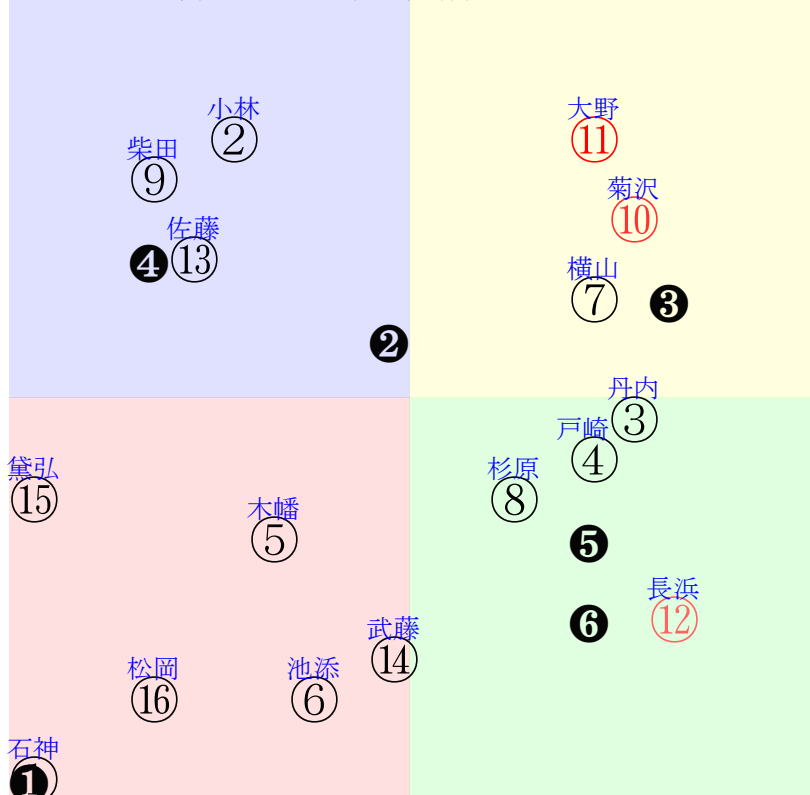 小林
②
大野
⑪
柴田
⑨
菊沢
⑩
佐藤
⑬
❹
横山
⑦
❸
❷
丹内
③
戸崎
④
黛弘
⑮
杉原
⑧
木幡
⑤
❺
長浜
⑫
❻
武藤
⑭
松岡
⑯
池添
⑥
石神
❶